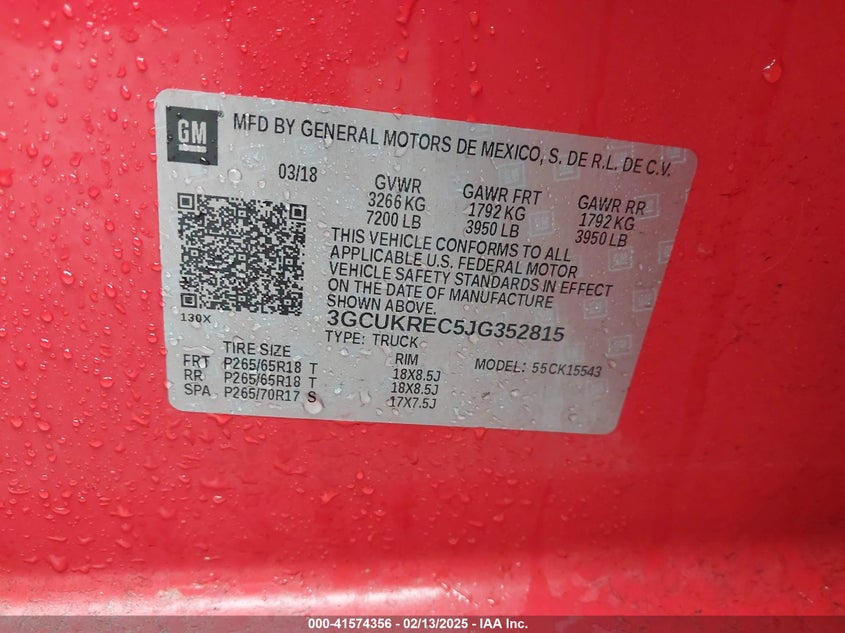 GM
MFD BY GENERAL MOTORS DE MEXICO, S. DE R.L. DE C.V.
03/18
GVWR
3266 KG
7200 LB
GAWR FRT
1792 KG
3950 LB
GAWR RR
1792 KG
3950 LB
THIS VEHICLE CONFORMS TO ALL
APPLICABLE U.S. FEDERAL MOTOR
VEHICLE SAFETY STANDARDS IN EFFECT
ON THE DATE OF MANUFACTURE
SHOWN ABOVE.
130X
3GCUKREC5JG352815
TYPE: TRUCK
MODEL: 55CK15543
TIRE SIZE RIM
FRT P265/65R18 T 18X8.5J
RR P265/65R18 T 18X8.5J
SPA P265/70R17 S 17X7.5J
000-41574356 — 02/13/2025 — IAA Inc.